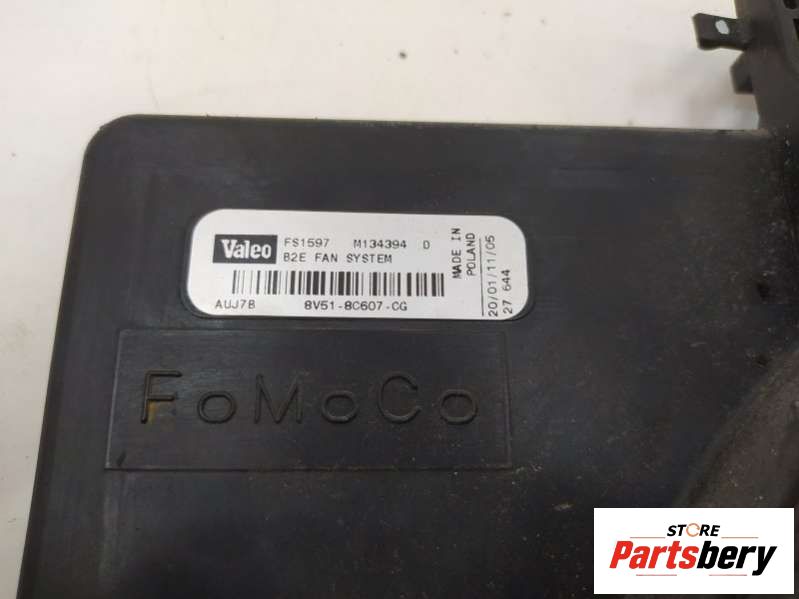 Valeo
FS1597 M134394 D
B2E FAN SYSTEM
AUJ7B 8V51-8C607-CG
MADE IN
POLAND
20/01/11/05
27 644
FoMoCo
STORE
Partsbery